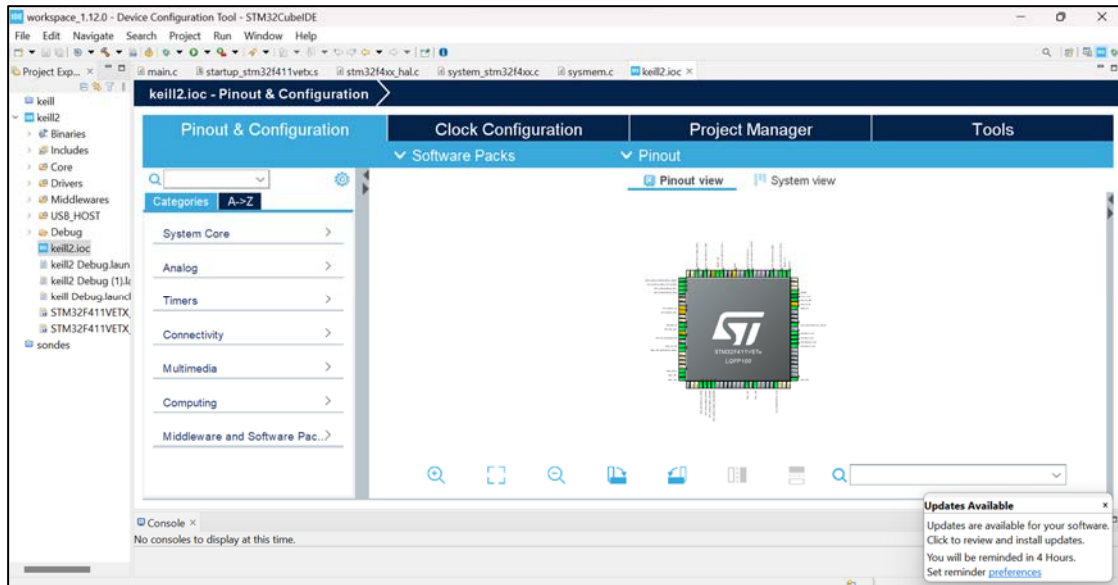 workspace_1.12.0 - Device Configuration Tool - STM32CubeIDE
File Edit Navigate Search Project Run Window Help
Project Exp...
main.c
startup_stm32f411vetx.s
stm32f4xx_hal.c
system_stm32f4xx.c
sysmem.c
keill2.ioc
keill
keill2
Binaries
Includes
Core
Drivers
Middlewares
USB_HOST
Debug
keill2.ioc
keill2 Debug.laun
keill2 Debug (1).la
keill Debug.launcl
STM32F411VETX_
STM32F411VETX_
sondes
keill2.ioc - Pinout & Configuration
Pinout & Configuration
Clock Configuration
Project Manager
Tools
Software Packs
Pinout
Pinout view
System view
Categories
A->Z
System Core
Analog
Timers
Connectivity
Multimedia
Computing
Middleware and Software Pac...
STM32F411VETx
LQFP100
Console
No consoles to display at this time.
Updates Available
Updates are available for your software.
Click to review and install updates.
You will be reminded in 4 Hours.
Set reminder preferences